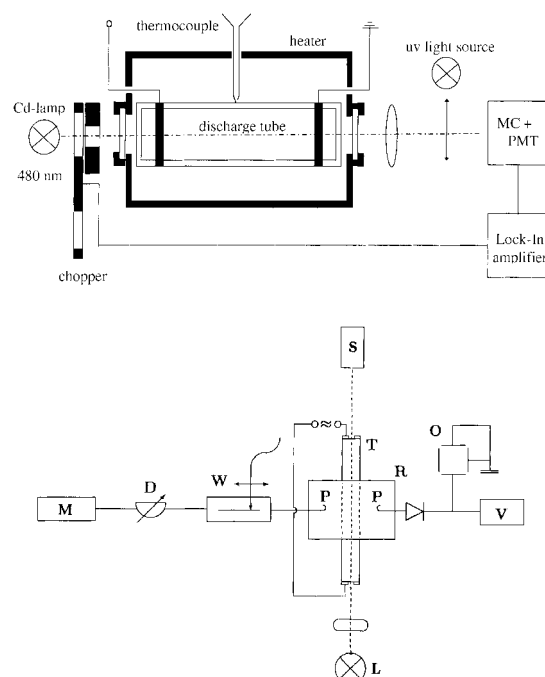 thermocouple
heater
uv light source
Cd-lamp
discharge tube
MC +
PMT
480 nm
Lock-In
amplifier
chopper
S
O
T
W
R
D
P P
M
V
L